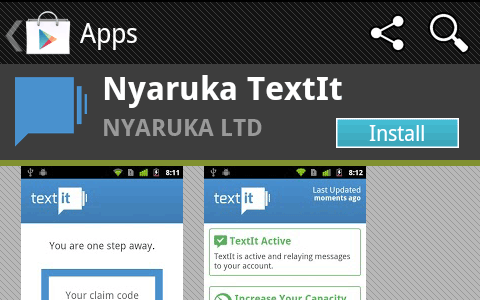 Apps
Nyaruka TextIt
NYARUKA LTD
Install
8:11
textit
You are one step away.
Your claim code
8:12
textit
Last Updated
moments ago
TextIt Active
TextIt is active and relaying messages
to your account.
Increase Your Capacity